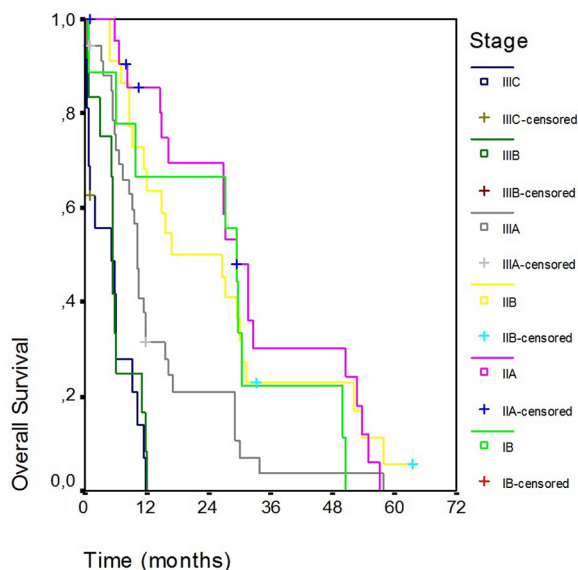 1,0
,8
,6
,4
,2
0,0
Overall Survival
0 12 24 36 48 60 72
Time (months)
Stage
IIIC
IIIC-censored
IIIB
IIIB-censored
IIIA
IIIA-censored
IIB
IIB-censored
IIA
IIA-censored
IB
IB-censored